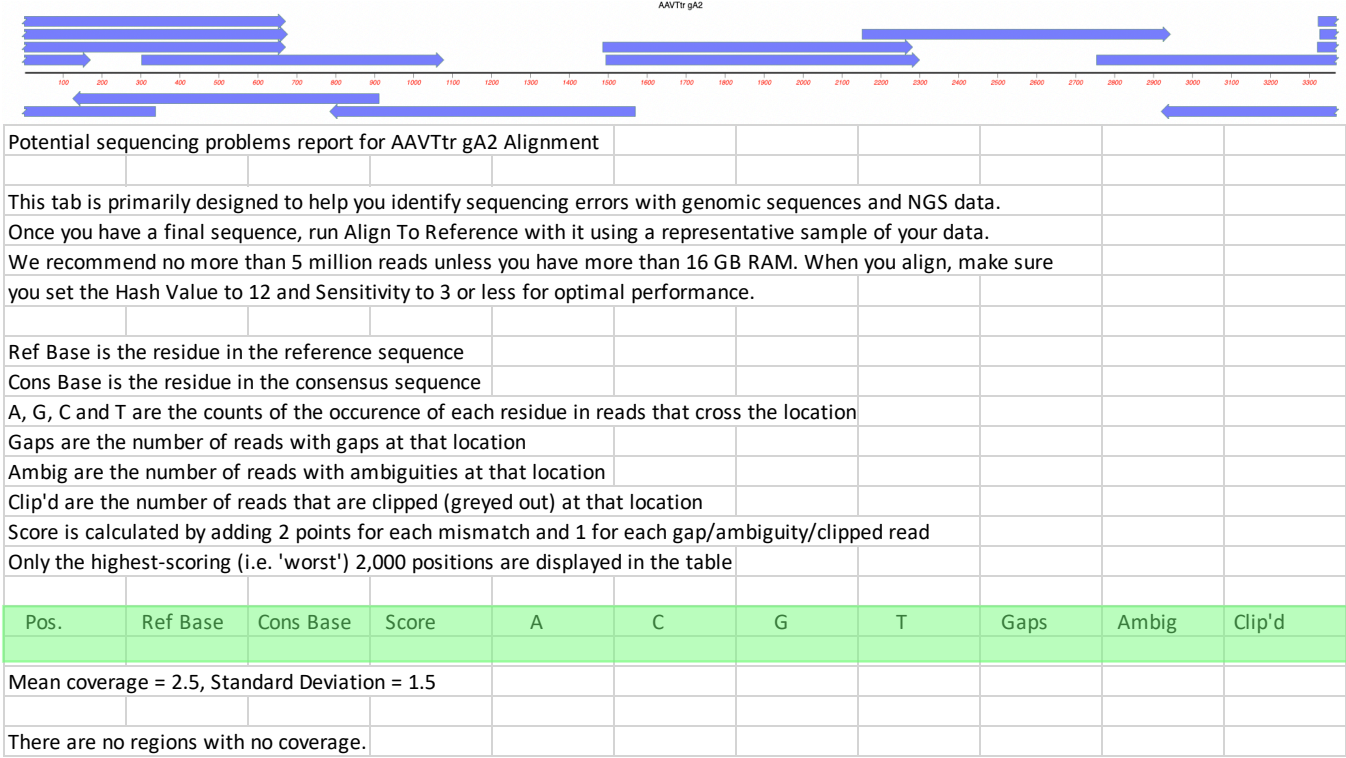 AAVTtr gA2
100 200 300 400 500 600 700 800 900 1000 1100 1200 1300 1400 1500 1600 1700 1800 1900 2000 2100 2200 2300 2400 2500 2600 2700 2800 2900 3000 3100 3200 3300
Potential sequencing problems report for AAVTtr gA2 Alignment
This tab is primarily designed to help you identify sequencing errors with genomic sequences and NGS data.
Once you have a final sequence, run Align To Reference with it using a representative sample of your data.
We recommend no more than 5 million reads unless you have more than 16 GB RAM. When you align, make sure
you set the Hash Value to 12 and Sensitivity to 3 or less for optimal performance.
Ref Base is the residue in the reference sequence
Cons Base is the residue in the consensus sequence
A, G, C and T are the counts of the occurence of each residue in reads that cross the location
Gaps are the number of reads with gaps at that location
Ambig are the number of reads with ambiguities at that location
Clip'd are the number of reads that are clipped (greyed out) at that location
Score is calculated by adding 2 points for each mismatch and 1 for each gap/ambiguity/clipped read
Only the highest-scoring (i.e. 'worst') 2,000 positions are displayed in the table
Pos. Ref Base Cons Base Score A C G T Gaps Ambig Clip'd
Mean coverage = 2.5, Standard Deviation = 1.5
There are no regions with no coverage.